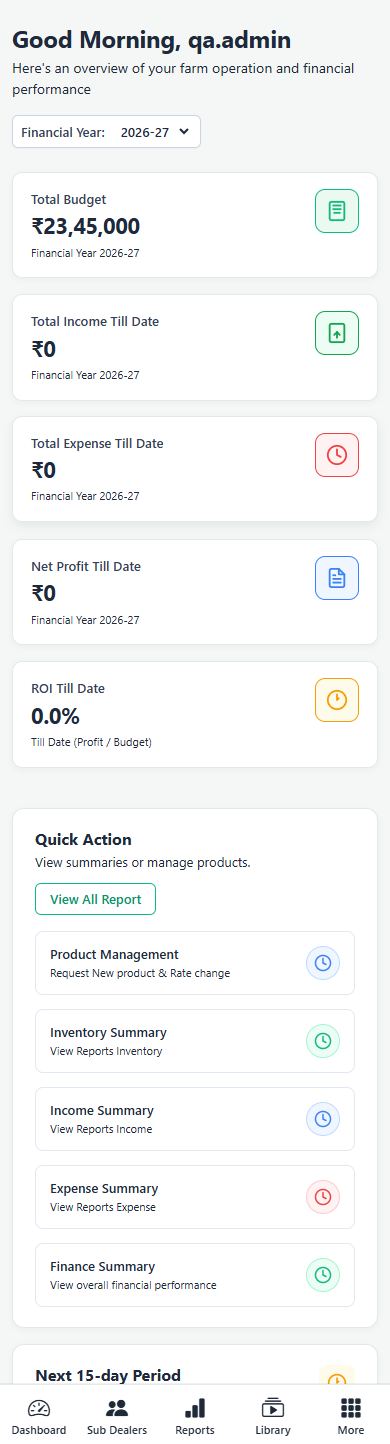 Good Morning, qa.admin
Here's an overview of your farm operation and financial
performance
Financial Year: 2026-27
Total Budget
₹23,45,000
Financial Year 2026-27
Total Income Till Date
₹0
Financial Year 2026-27
Total Expense Till Date
₹0
Financial Year 2026-27
Net Profit Till Date
₹0
Financial Year 2026-27
ROI Till Date
0.0%
Till Date (Profit / Budget)
Quick Action
View summaries or manage products.
View All Report
Product Management
Request New product & Rate change
Inventory Summary
View Reports Inventory
Income Summary
View Reports Income
Expense Summary
View Reports Expense
Finance Summary
View overall financial performance
Next 15-day Period
Dashboard Sub Dealers Reports Library More